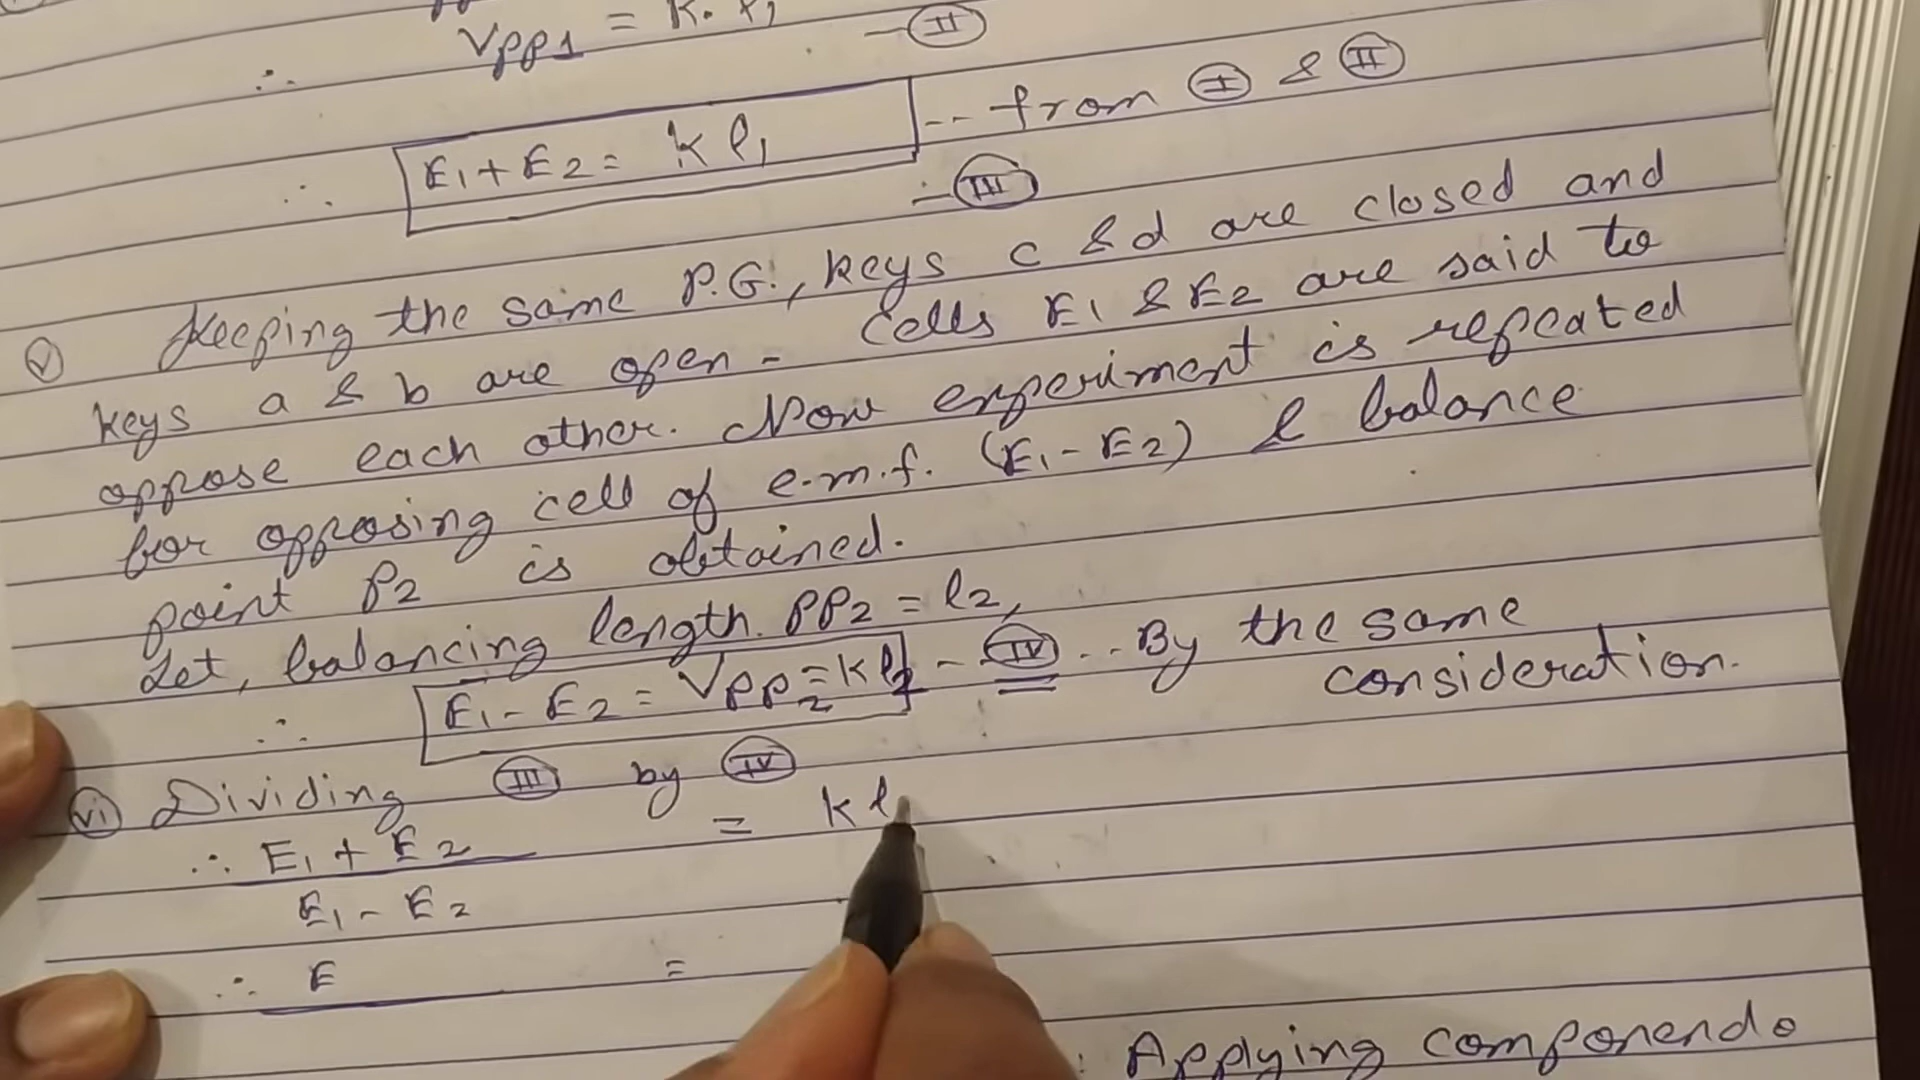 ∴ VPP1 = K. l1 — II
∴ E1 + E2 = k l1 -- from I & II
— III
v Keeping the same P.G., keys c & d are closed and
keys a & b are open - cells E1 & E2 are said to
oppose each other. Now experiment is repeated
for opposing cell of e.m.f. (E1 - E2) & balance
point P2 is obtained.
Let, balancing length. PP2 = l2,
∴ E1 - E2 = VPP2 = kl2 - IV .. By the same
consideration.
vi Dividing III by IV
∴ E1 + E2 = k l
E1 - E2
∴ E =
: Applying componendo